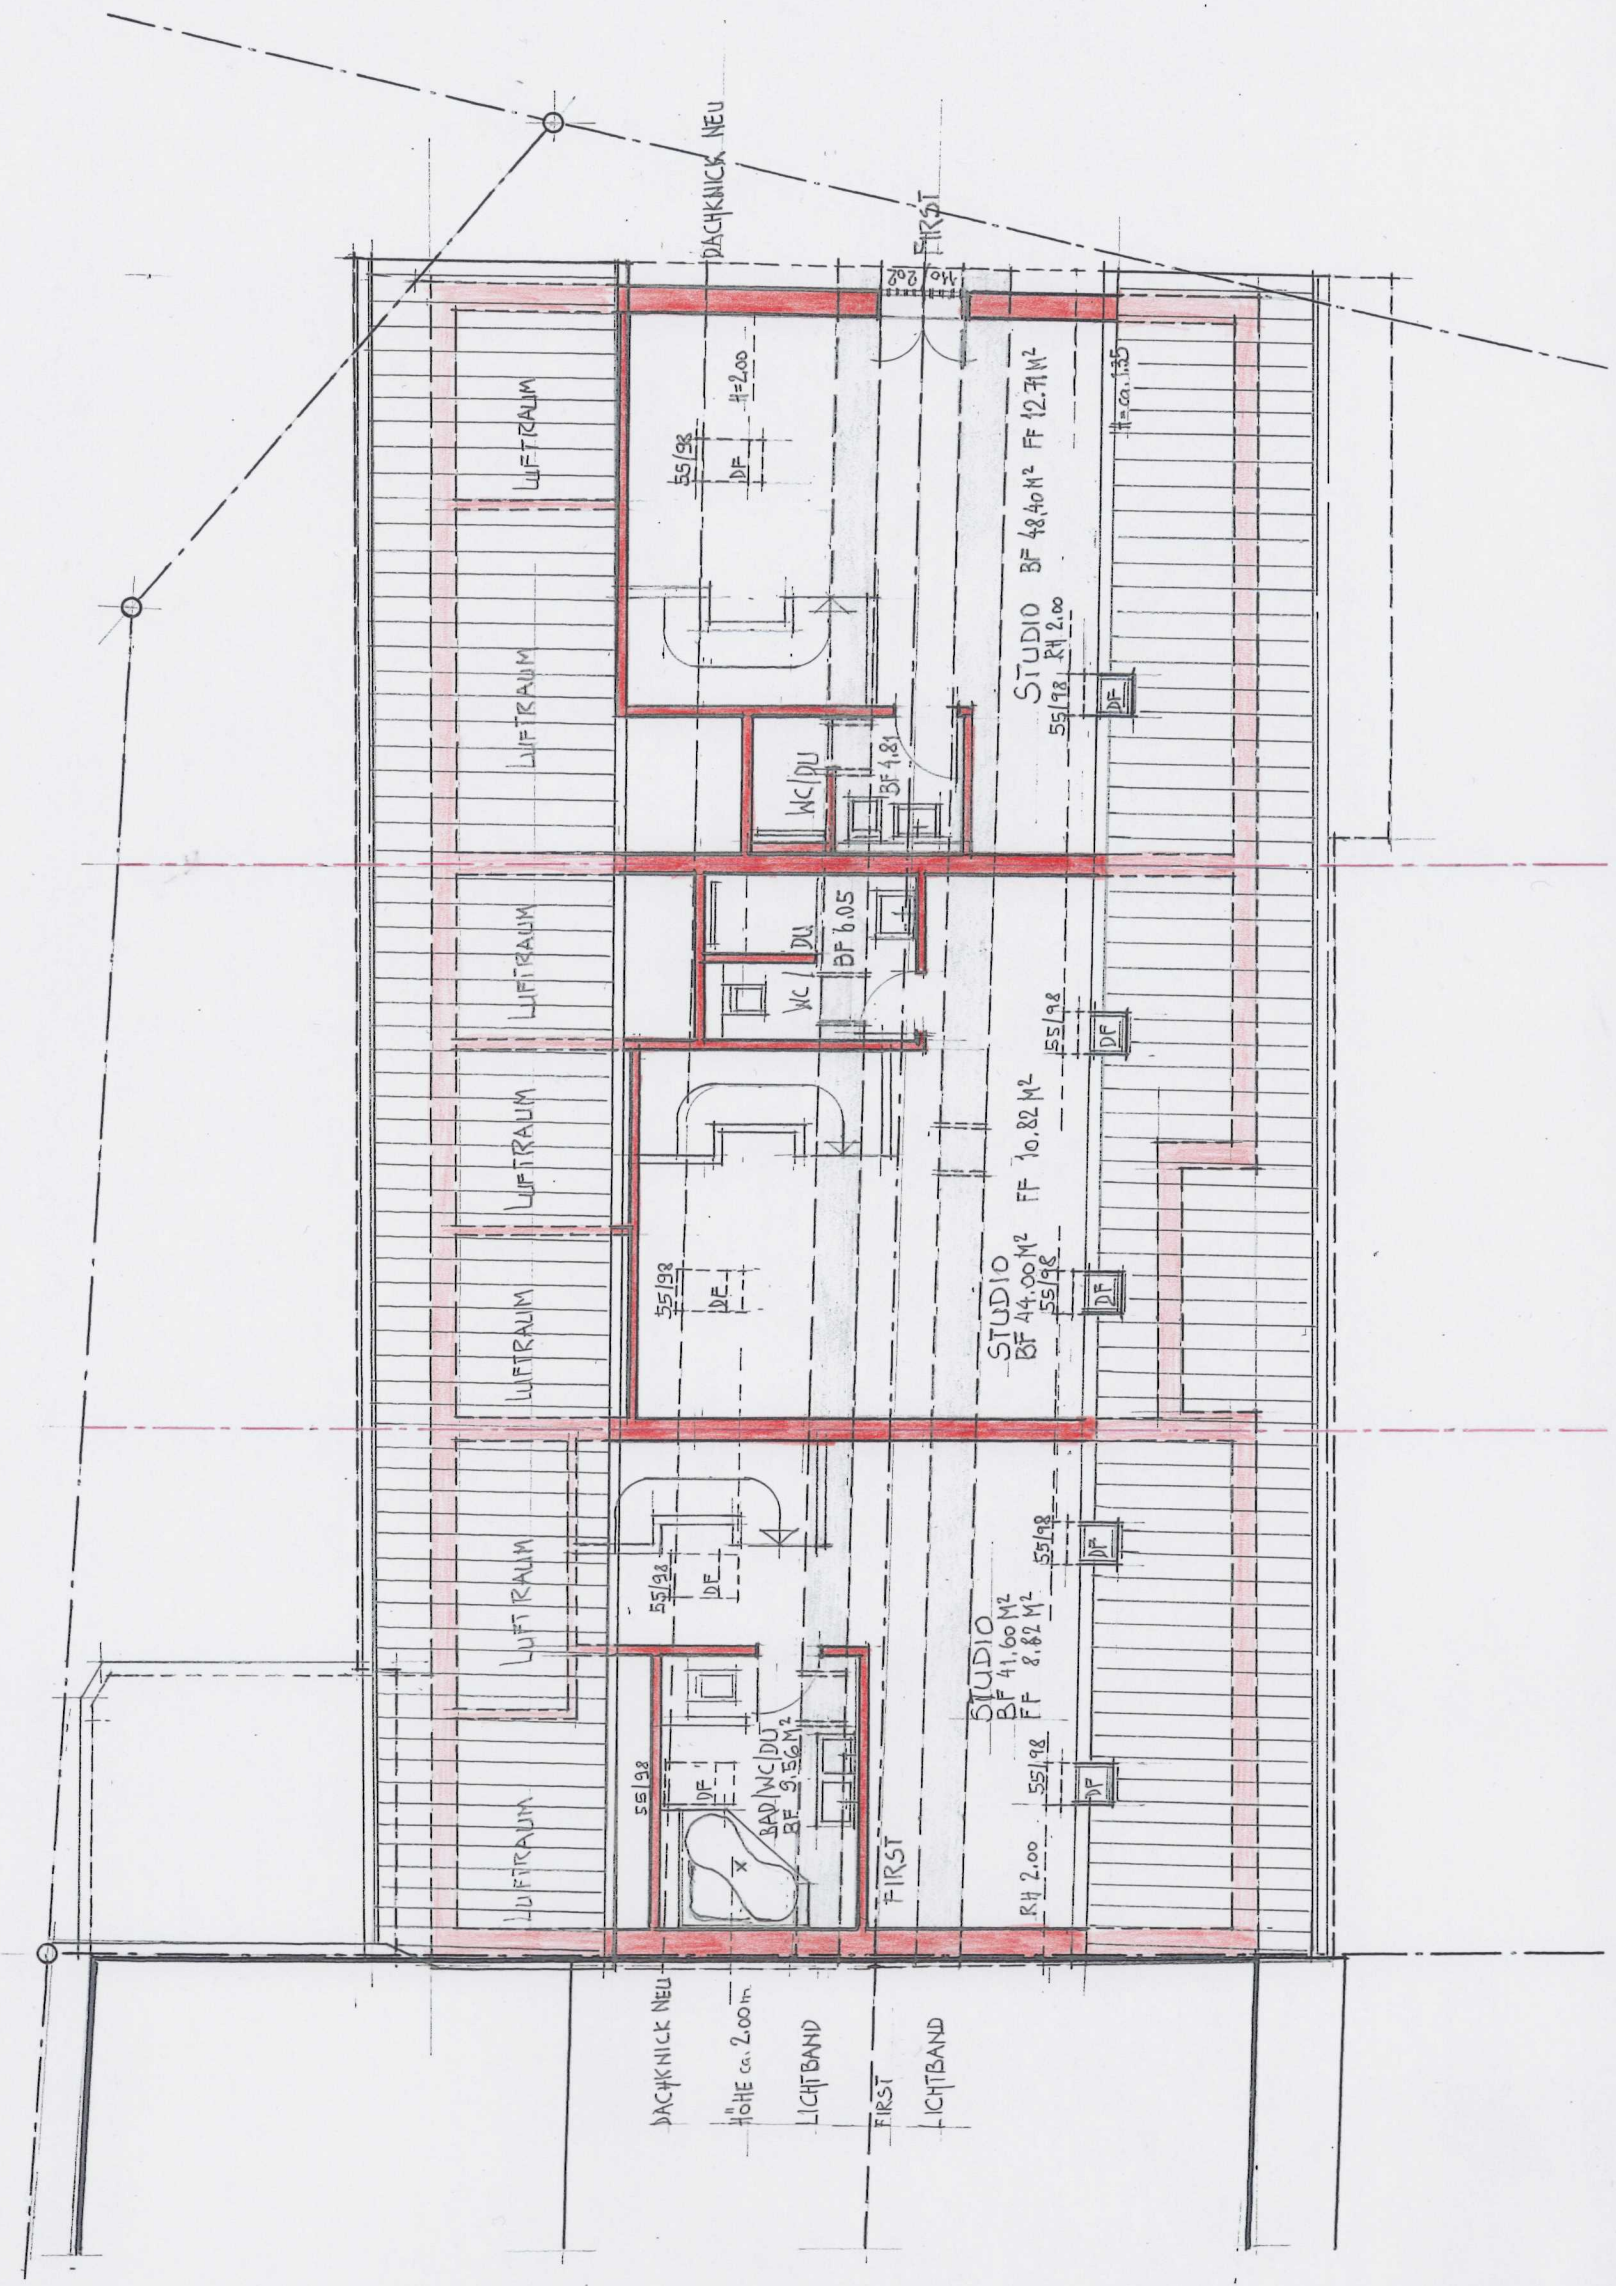 DACHKNICK NEU
FIRST
202
110
LUFTRAUM
55/98
DF
H=2.00
STUDIO BF 48.40 M² FF 12.71 M²
55/98 RH 2.00
H=ca. 1.35
DF
LUFTRAUM
WC/DU
BF 4.81
LUFTRAUM
WC/
DU
BF 6.05
55/98
DF
LUFTRAUM
LUFTRAUM
55/98
DF
STUDIO
BF 44.00 M² FF 10.82 M²
55/98
DF
LUFTRAUM
55/98
DF
55/98
DF
STUDIO
BF 41.60 M²
FF 8.82 M²
LUFTRAUM
55/98
DF
BAD/WC/DU
BF 9.56 M²
FIRST
RH 2.00
55/98
DF
DACHKNICK NEU
HÖHE ca. 2.00m
LICHTBAND
FIRST
LICHTBAND